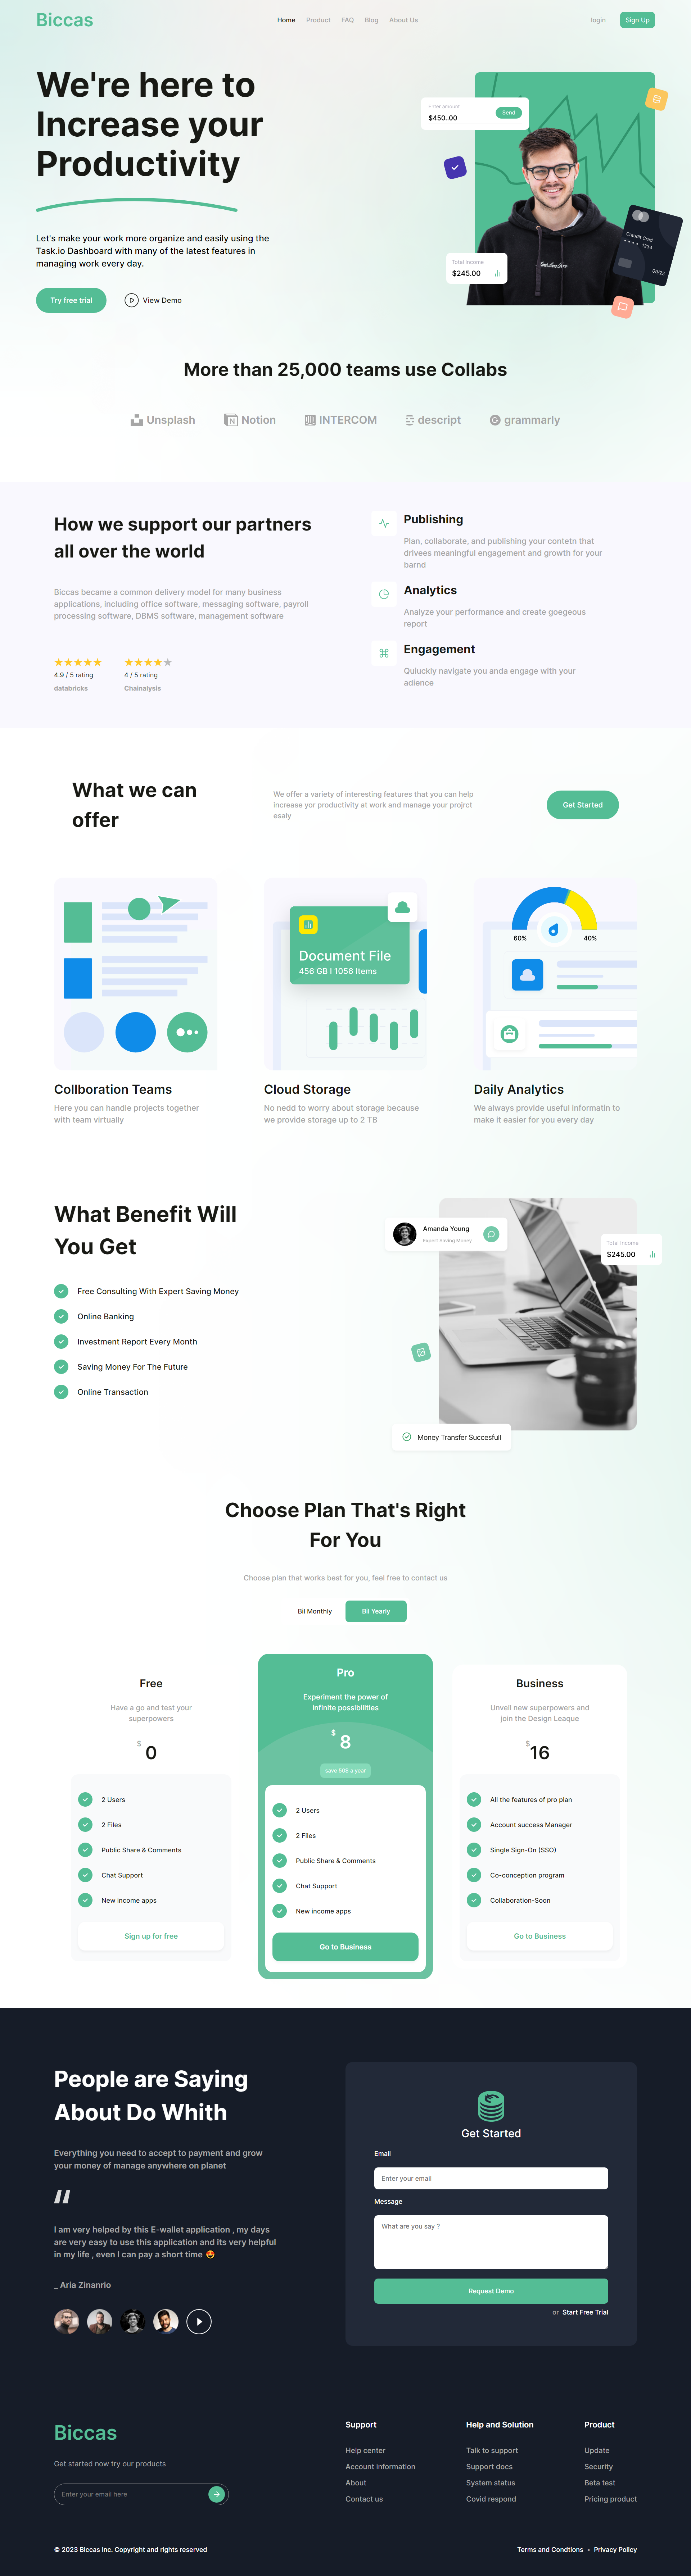 Biccas
Home Product FAQ Blog About Us
login Sign Up
We're here to
Increase your
Productivity
Let's make your work more organize and easily using the
Task.io Dashboard with many of the latest features in
managing work every day.
Try free trial
View Demo
Enter amount
$450..00
Send
Total Income
$245.00
Creadit Crad
1234
09/25
More than 25,000 teams use Collabs
Unsplash Notion INTERCOM descript grammarly
How we support our partners
all over the world
Biccas became a common delivery model for many business
applications, including office software, messaging software, payroll
processing software, DBMS software, management software
4.9 / 5 rating
databricks
4 / 5 rating
Chainalysis
Publishing
Plan, collaborate, and publishing your contetn that
drivees meaningful engagement and growth for your
barnd
Analytics
Analyze your performance and create goegeous
report
Engagement
Quiuckly navigate you anda engage with your
adience
What we can
offer
We offer a variety of interesting features that you can help
increase yor productivity at work and manage your projrct
esaly
Get Started
Document File
456 GB I 1056 Items
60%
40%
Collboration Teams
Here you can handle projects together
with team virtually
Cloud Storage
No nedd to worry about storage because
we provide storage up to 2 TB
Daily Analytics
We always provide useful informatin to
make it easier for you every day
What Benefit Will
You Get
Free Consulting With Expert Saving Money
Online Banking
Investment Report Every Month
Saving Money For The Future
Online Transaction
Amanda Young
Expert Saving Money
Total Income
$245.00
Money Transfer Succesfull
Choose Plan That's Right
For You
Choose plan that works best for you, feel free to contact us
Bil Monthly
Bil Yearly
Free
Have a go and test your
superpowers
$ 0
2 Users
2 Files
Public Share & Comments
Chat Support
New income apps
Sign up for free
Pro
Experiment the power of
infinite possibilities
$ 8
save 50$ a year
2 Users
2 Files
Public Share & Comments
Chat Support
New income apps
Go to Business
Business
Unveil new superpowers and
join the Design Leaque
$ 16
All the features of pro plan
Account success Manager
Single Sign-On (SSO)
Co-conception program
Collaboration-Soon
Go to Business
People are Saying
About Do Whith
Everything you need to accept to payment and grow
your money of manage anywhere on planet
"
I am very helped by this E-wallet application , my days
are very easy to use this application and its very helpful
in my life , even I can pay a short time 😍
_ Aria Zinanrio
Get Started
Email
Enter your email
Message
What are you say ?
Request Demo
or Start Free Trial
Biccas
Get started now try our products
Enter your email here
Support
Help center
Account information
About
Contact us
Help and Solution
Talk to support
Support docs
System status
Covid respond
Product
Update
Security
Beta test
Pricing product
© 2023 Biccas Inc. Copyright and rights reserved
Terms and Condtions • Privacy Policy